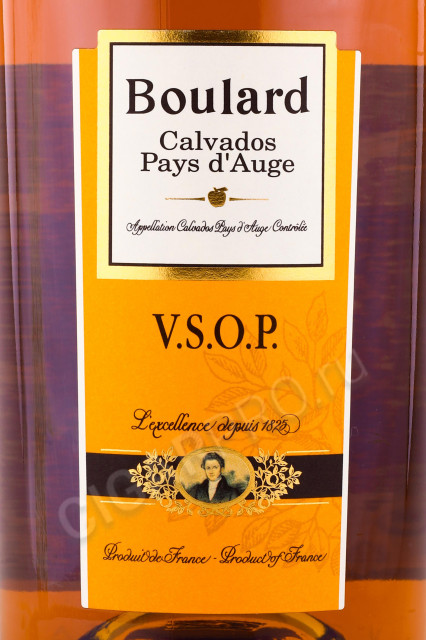 Boulard
Calvados
Pays d'Auge
Appellation Calvados Pays d'Auge Contrôlée
V.S.O.P.
L'excellence depuis 1825
Produit de France - Product of France